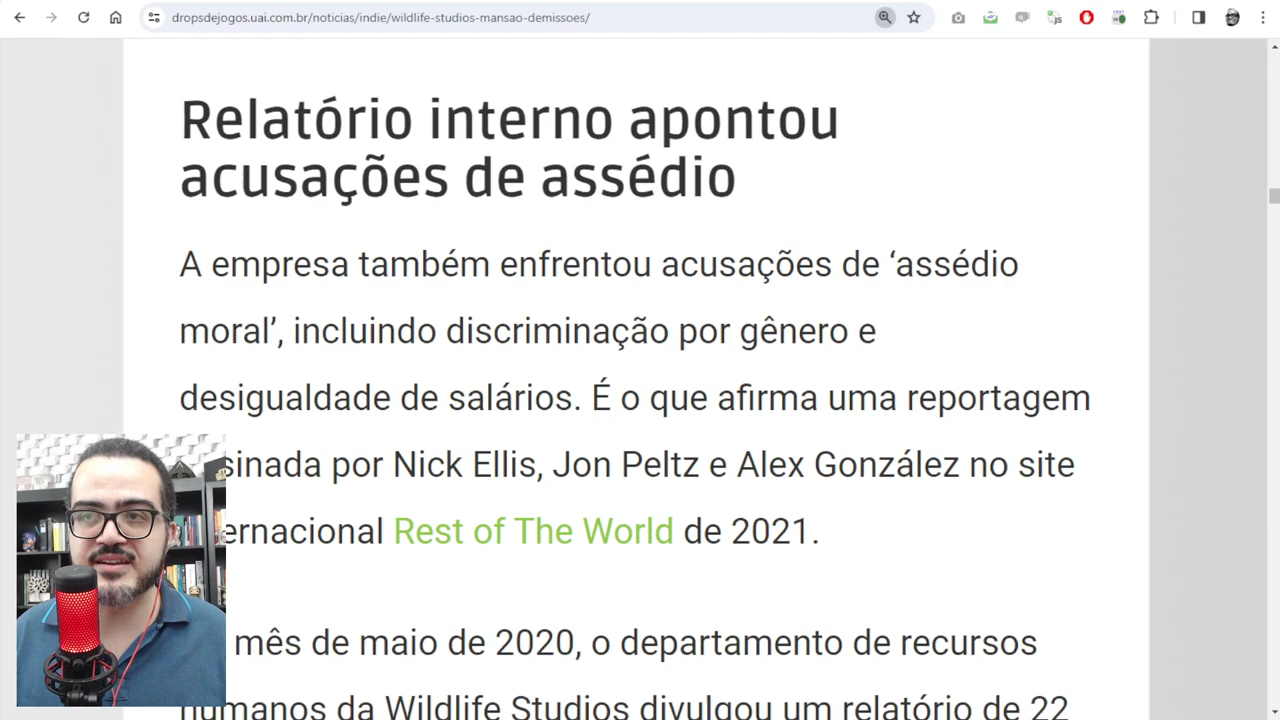 dropsdejogos.uai.com.br/noticias/indie/wildlife-studios-mansao-demissoes/
Relatório interno apontou
acusações de assédio
A empresa também enfrentou acusações de ‘assédio
moral’, incluindo discriminação por gênero e
desigualdade de salários. É o que afirma uma reportagem
sinada por Nick Ellis, Jon Peltz e Alex González no site
ernacional Rest of The World de 2021.
mês de maio de 2020, o departamento de recursos
humanos da Wildlife Studios divulgou um relatório de 22